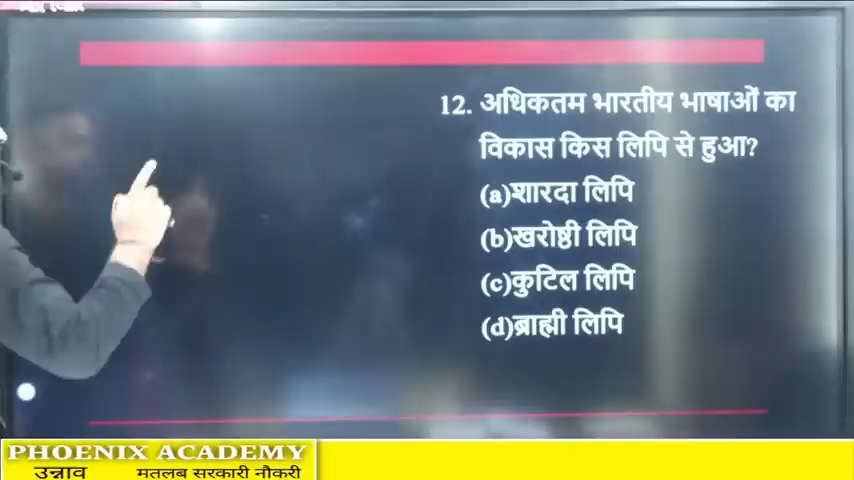 12. अधिकतम भारतीय भाषाओं का
विकास किस लिपि से हुआ?
(a)शारदा लिपि
(b)खरोष्ठी लिपि
(c)कुटिल लिपि
(d)ब्राह्मी लिपि
PHOENIX ACADEMY
उन्नाव मतलब सरकारी नौकरी